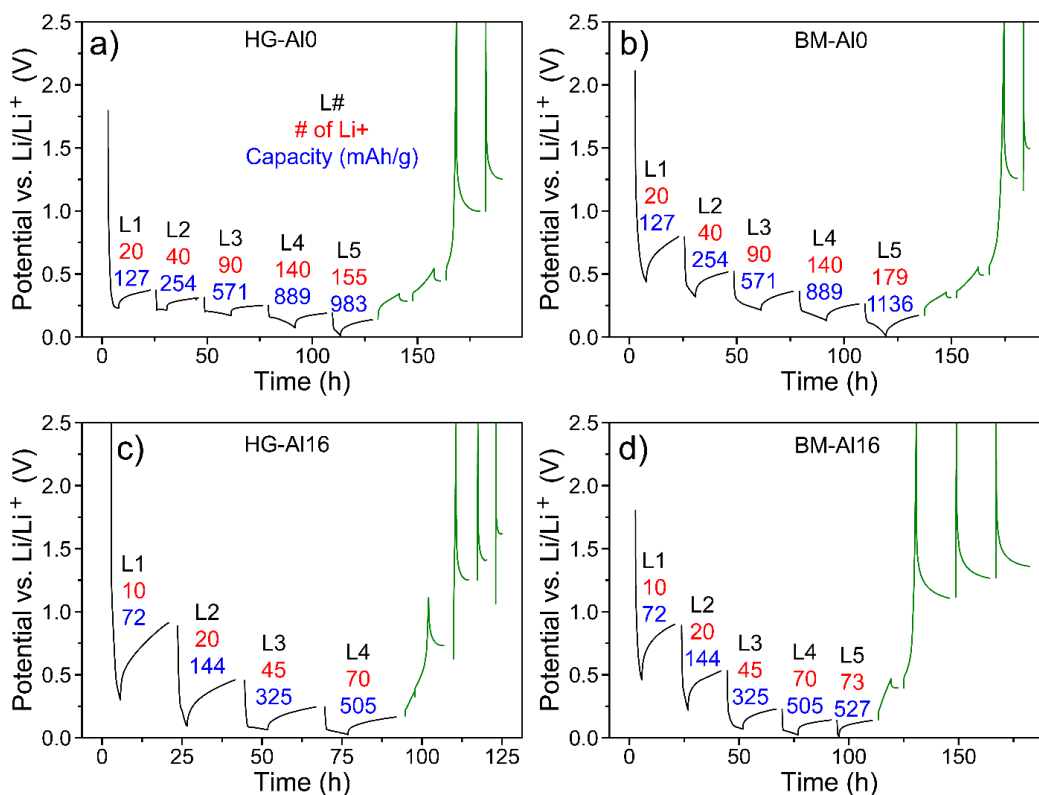 a)
HG-Al0
L#
# of Li+
Capacity (mAh/g)
L1
20
127
L2
40
254
L3
90
571
L4
140
889
L5
155
983
Potential vs. Li/Li⁺ (V)
2.5
2.0
1.5
1.0
0.5
0.0
0 50 100 150
Time (h)
b)
BM-Al0
L1
20
127
L2
40
254
L3
90
571
L4
140
889
L5
179
1136
Potential vs. Li/Li⁺ (V)
2.5
2.0
1.5
1.0
0.5
0.0
0 50 100 150
Time (h)
c)
HG-Al16
L1
10
72
L2
20
144
L3
45
325
L4
70
505
Potential vs. Li/Li⁺ (V)
2.5
2.0
1.5
1.0
0.5
0.0
0 25 50 75 100 125
Time (h)
d)
BM-Al16
L1
10
72
L2
20
144
L3
45
325
L4
70
505
L5
73
527
Potential vs. Li/Li⁺ (V)
2.5
2.0
1.5
1.0
0.5
0.0
0 50 100 150
Time (h)